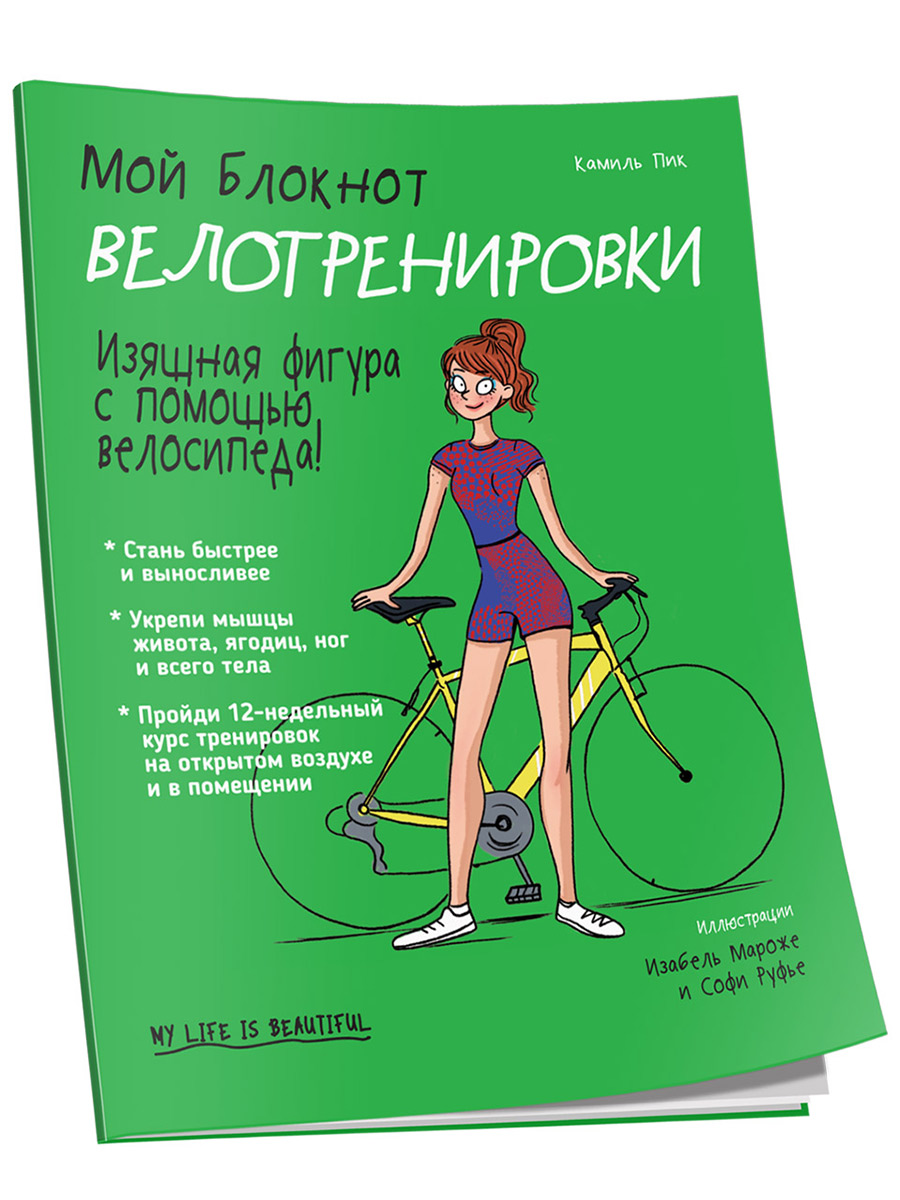 Камиль Пик
Мой Блокнот
ВЕЛОТРЕНИРОВКИ
Изящная фигура
с помощью
велосипеда!
* Стань быстрее
и выносливее
* Укрепи мышцы
живота, ягодиц, ног
и всего тела
* Пройди 12-недельный
курс тренировок
на открытом воздухе
и в помещении
Иллюстрации
Изабель Мароже
и Софи Руфье
MY LIFE IS BEAUTIFUL